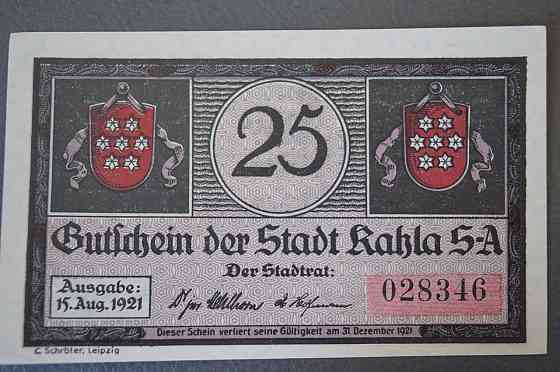 25
Gutschein der Stadt Kahla S-A
Der Stadtrat:
Ausgabe:
15. Aug. 1921
028346
Dieser Schein verliert seine Gültigkeit am 31 Dezember 1921
C. Schröter, Leipzig